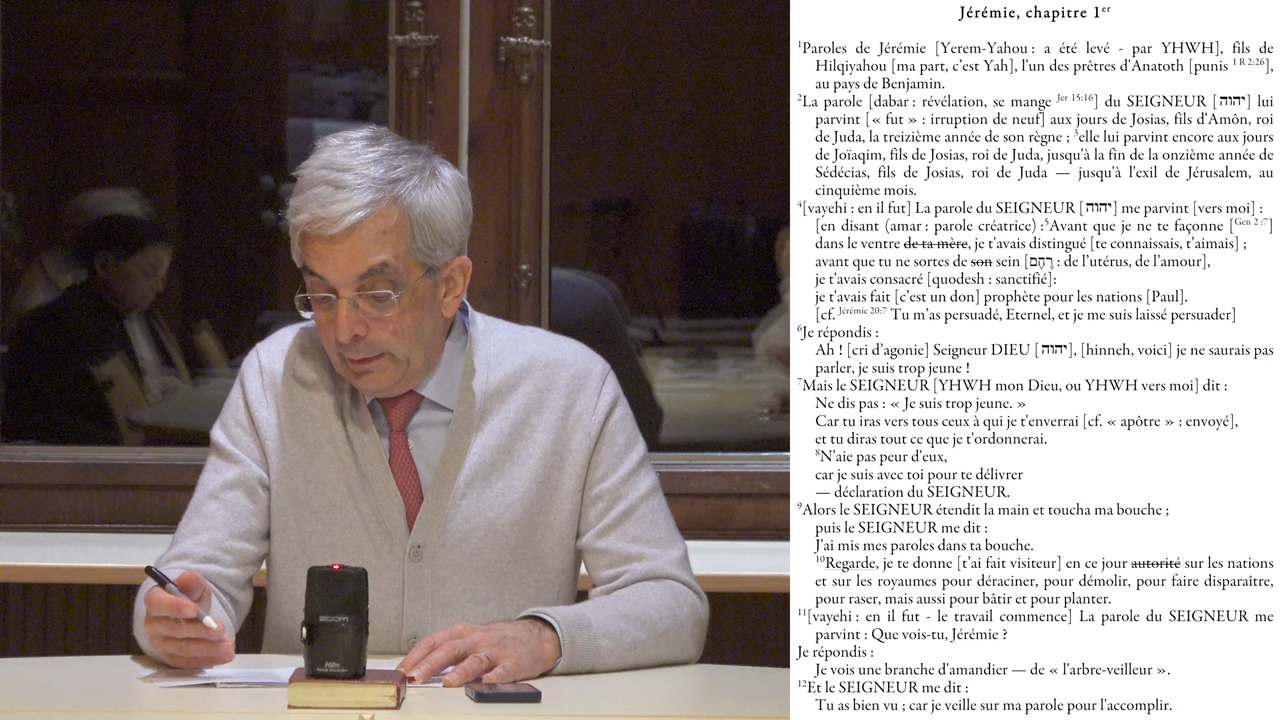 Jérémie, chapitre 1er
1Paroles de Jérémie [Yerem-Yahou : a été levé - par YHWH], fils de
Hilqiyahou [ma part, c’est Yah], l'un des prêtres d'Anatoth [punis 1 R 2:26],
au pays de Benjamin.
2La parole [dabar : révélation, se mange Jer 15:16] du SEIGNEUR [יהוה] lui
parvint [« fut » : irruption de neuf] aux jours de Josias, fils d'Amôn, roi
de Juda, la treizième année de son règne ; 3elle lui parvint encore aux jours
de Joïaqim, fils de Josias, roi de Juda, jusqu'à la fin de la onzième année de
Sédécias, fils de Josias, roi de Juda — jusqu'à l'exil de Jérusalem, au
cinquième mois.
4[vayehi : en il fut] La parole du SEIGNEUR [יהוה] me parvint [vers moi] :
[en disant (amar : parole créatrice) :5Avant que je ne te façonne [Gen 2 :7]
dans le ventre de ta mère, je t'avais distingué [te connaissais, t’aimais] ;
avant que tu ne sortes de son sein [רֶחֶם : de l’utérus, de l’amour],
je t'avais consacré [quodesh : sanctifié]:
je t'avais fait [c’est un don] prophète pour les nations [Paul].
[cf. Jérémie 20:7 Tu m’as persuadé, Eternel, et je me suis laissé persuader]
6Je répondis :
Ah ! [cri d’agonie] Seigneur DIEU [יהוה], [hinneh, voici] je ne saurais pas
parler, je suis trop jeune !
7Mais le SEIGNEUR [YHWH mon Dieu, ou YHWH vers moi] dit :
Ne dis pas : « Je suis trop jeune. »
Car tu iras vers tous ceux à qui je t'enverrai [cf. « apôtre » : envoyé],
et tu diras tout ce que je t'ordonnerai.
8N'aie pas peur d'eux,
car je suis avec toi pour te délivrer
— déclaration du SEIGNEUR.
9Alors le SEIGNEUR étendit la main et toucha ma bouche ;
puis le SEIGNEUR me dit :
J'ai mis mes paroles dans ta bouche.
10Regarde, je te donne [t’ai fait visiteur] en ce jour autorité sur les nations
et sur les royaumes pour déraciner, pour démolir, pour faire disparaître,
pour raser, mais aussi pour bâtir et pour planter.
11[vayehi : en il fut - le travail commence] La parole du SEIGNEUR me
parvint : Que vois-tu, Jérémie ?
Je répondis :
Je vois une branche d'amandier — de « l'arbre-veilleur ».
12Et le SEIGNEUR me dit :
Tu as bien vu ; car je veille sur ma parole pour l'accomplir.
zoom
H2n